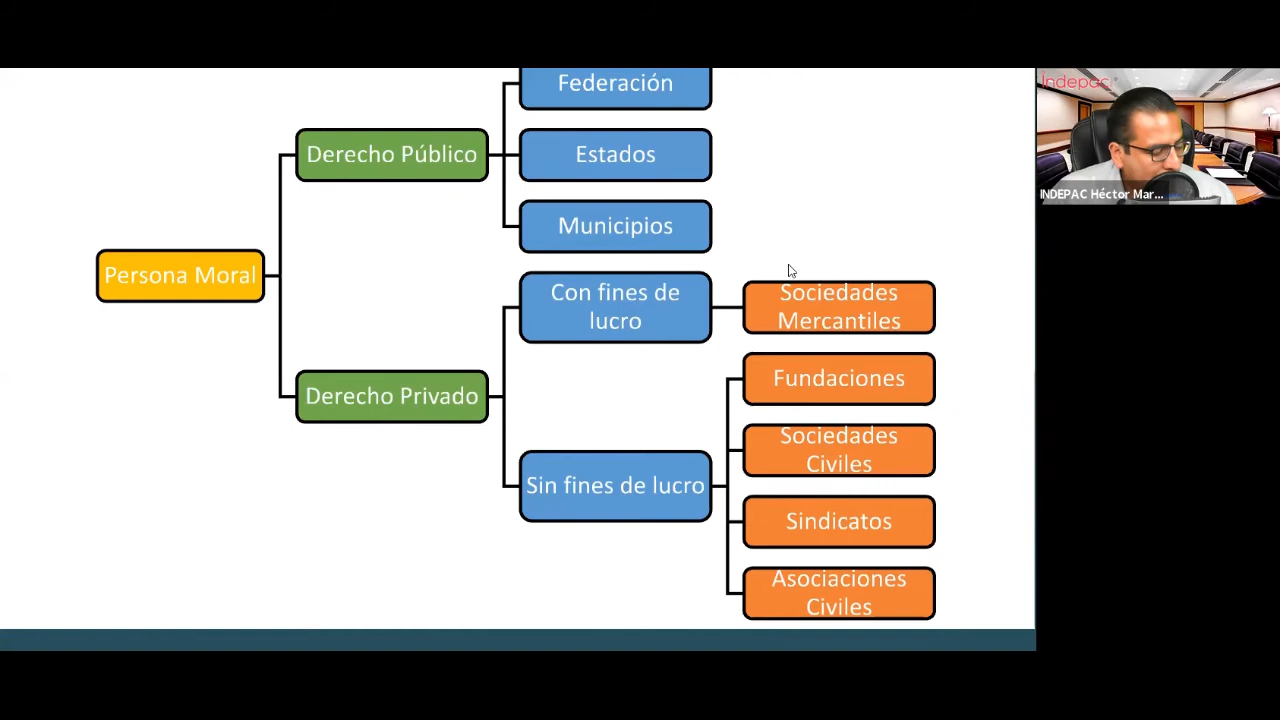 Federación
Derecho Público
Estados
Municipios
Persona Moral
Con fines de
lucro
Sociedades
Mercantiles
Derecho Privado
Fundaciones
Sociedades
Civiles
Sin fines de lucro
Sindicatos
Asociaciones
Civiles
Indepac
INDEPAC Héctor Mar...